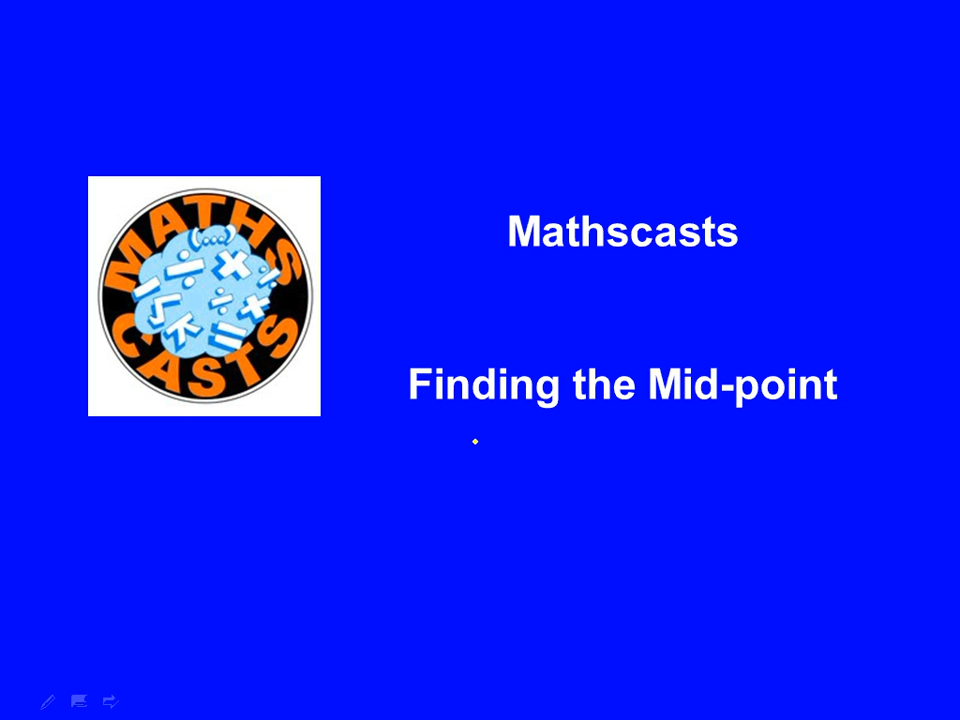 MATHS
CASTS
(...) ÷ × ! √ ÷ + K =
Mathscasts
Finding the Mid-point